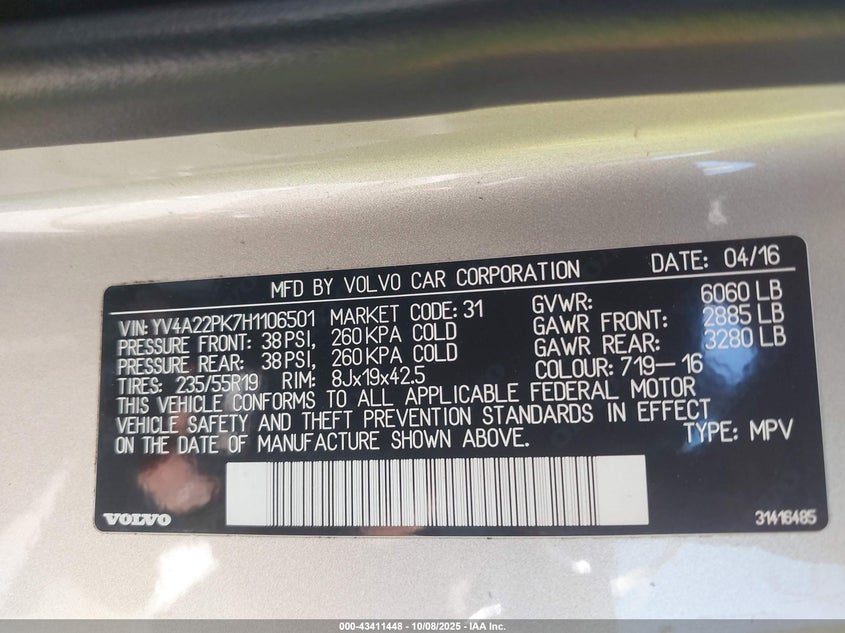 MFD BY VOLVO CAR CORPORATION DATE: 04/16
VIN: YV4A22PK7H1106501 MARKET CODE: 31 GVWR: 6060 LB
PRESSURE FRONT: 38 PSI, 260 KPA COLD GAWR FRONT: 2885 LB
PRESSURE REAR: 38 PSI, 260 KPA COLD GAWR REAR: 3280 LB
TIRES: 235/55R19 RIM: 8Jx19x42.5 COLOUR: 719-16
THIS VEHICLE CONFORMS TO ALL APPLICABLE FEDERAL MOTOR
VEHICLE SAFETY AND THEFT PREVENTION STANDARDS IN EFFECT
ON THE DATE OF MANUFACTURE SHOWN ABOVE. TYPE: MPV
VOLVO 31416485
000-43411448 - 10/08/2025 - IAA Inc.